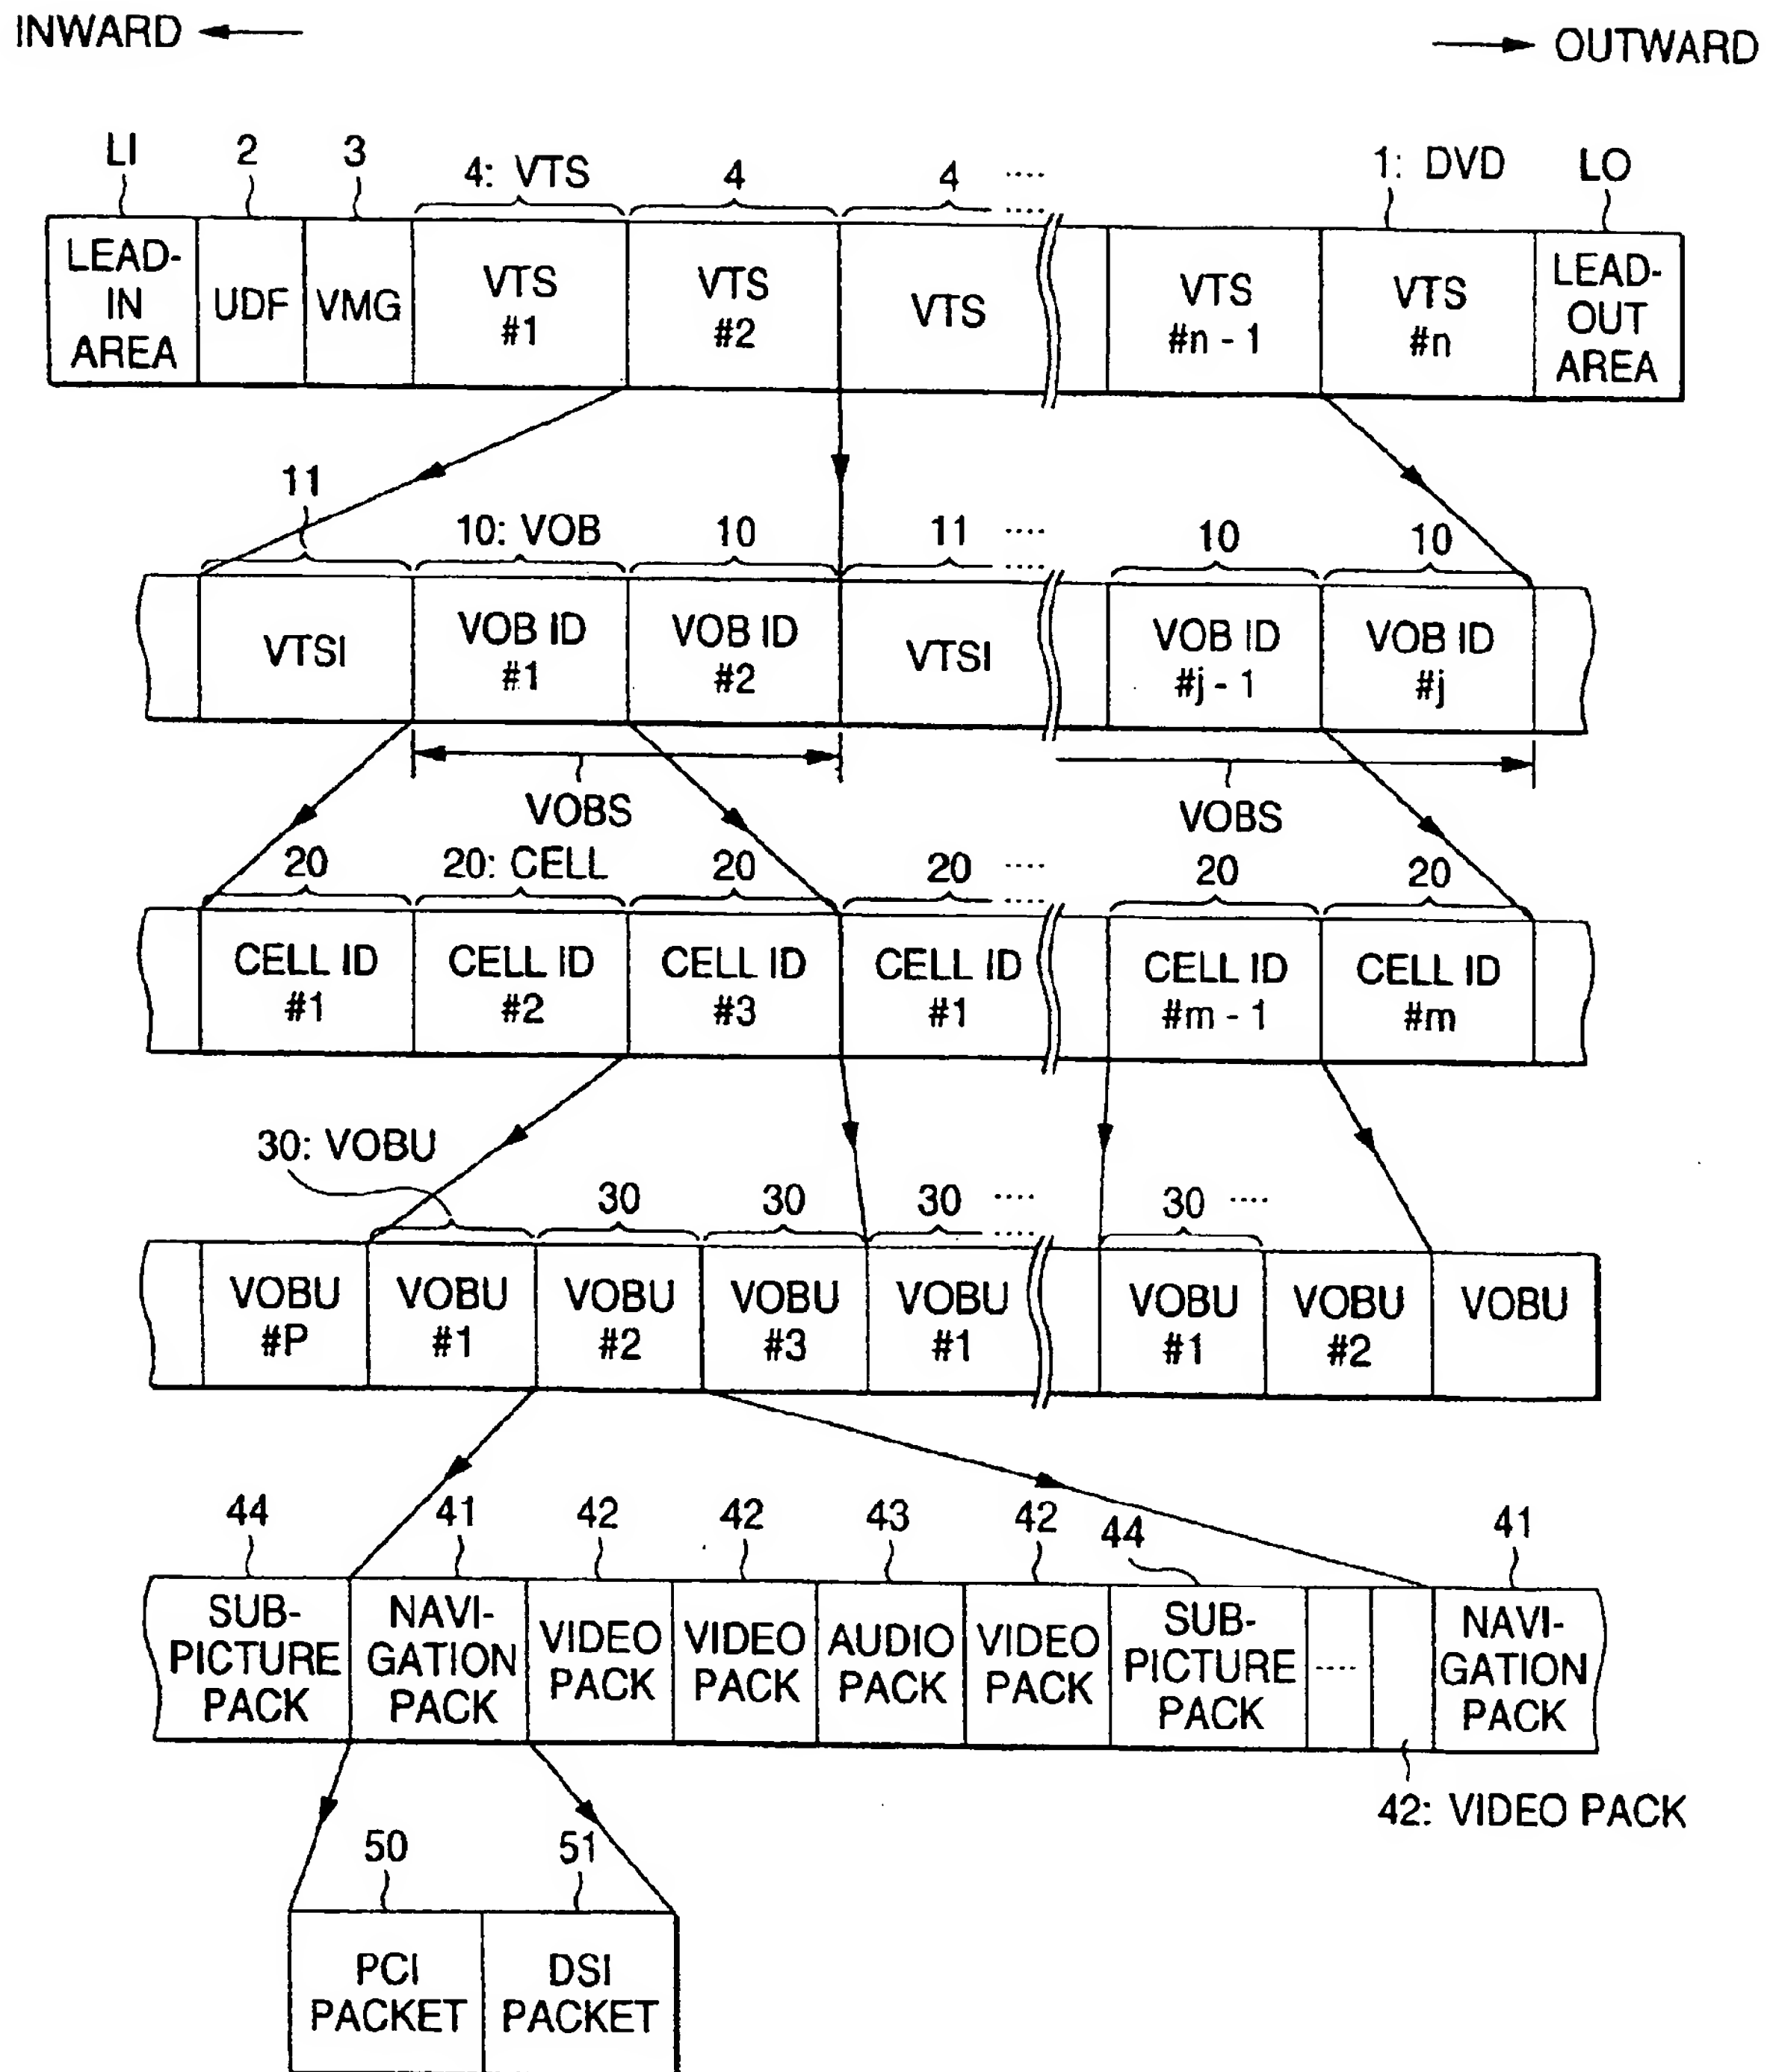 INWARD
OUTWARD
LI 2 3 4: VTS 4 4 ···· 1: DVD LO
LEAD-IN AREA
UDF
VMG
VTS #1
VTS #2
VTS
VTS #n - 1
VTS #n
LEAD-OUT AREA
11 10: VOB 10 11 ···· 10 10
VTSI
VOB ID #1
VOB ID #2
VTSI
VOB ID #j - 1
VOB ID #j
VOBS
VOBS
20 20: CELL 20 20 ···· 20 20
CELL ID #1
CELL ID #2
CELL ID #3
CELL ID #1
CELL ID #m - 1
CELL ID #m
30: VOBU 30 30 30 ···· 30 ····
VOBU #P
VOBU #1
VOBU #2
VOBU #3
VOBU #1
VOBU #1
VOBU #2
VOBU
44 41 42 42 43 42 44 41
SUB-PICTURE PACK
NAVI-GATION PACK
VIDEO PACK
VIDEO PACK
AUDIO PACK
VIDEO PACK
SUB-PICTURE PACK
····
NAVI-GATION PACK
42: VIDEO PACK
50 51
PCI PACKET
DSI PACKET